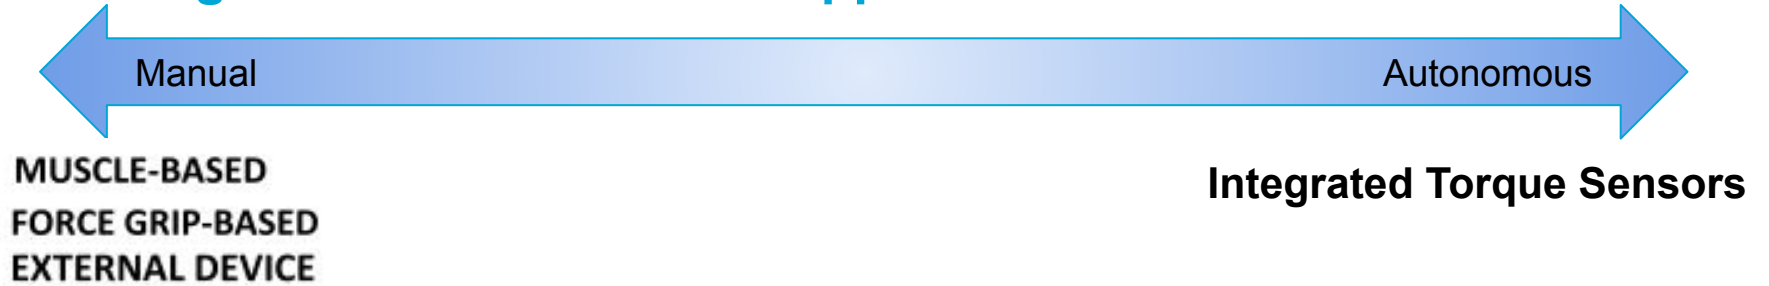 Manual
Autonomous
MUSCLE-BASED
Integrated Torque Sensors
FORCE GRIP-BASED
EXTERNAL DEVICE